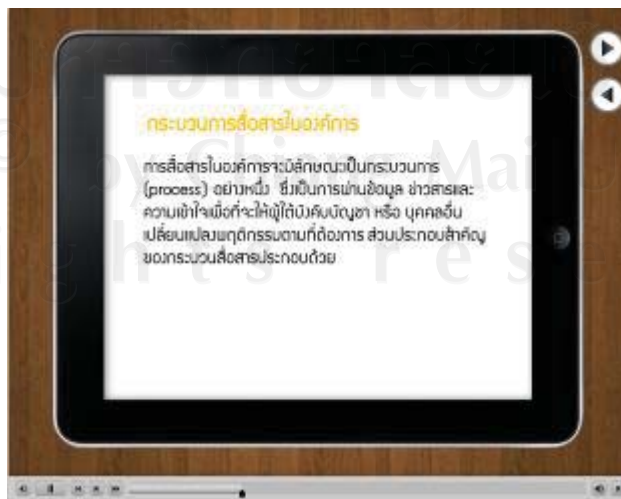 กระบวนการสื่อสารในองค์การ
การสื่อสารในองค์การจะมีลักษณะเป็นกระบวนการ
(process) อย่างหนึ่ง ซึ่งเป็นการผ่านข้อมูล ข่าวสารและ
ความเข้าใจเพื่อที่จะให้ผู้ใต้บังคับบัญชา หรือ บุคคลอื่น
เปลี่ยนแปลงพฤติกรรมตามที่ต้องการ ส่วนประกอบสำคัญ
ของกระบวนสื่อสารประกอบด้วย
by Chiang Mai
ghts rese